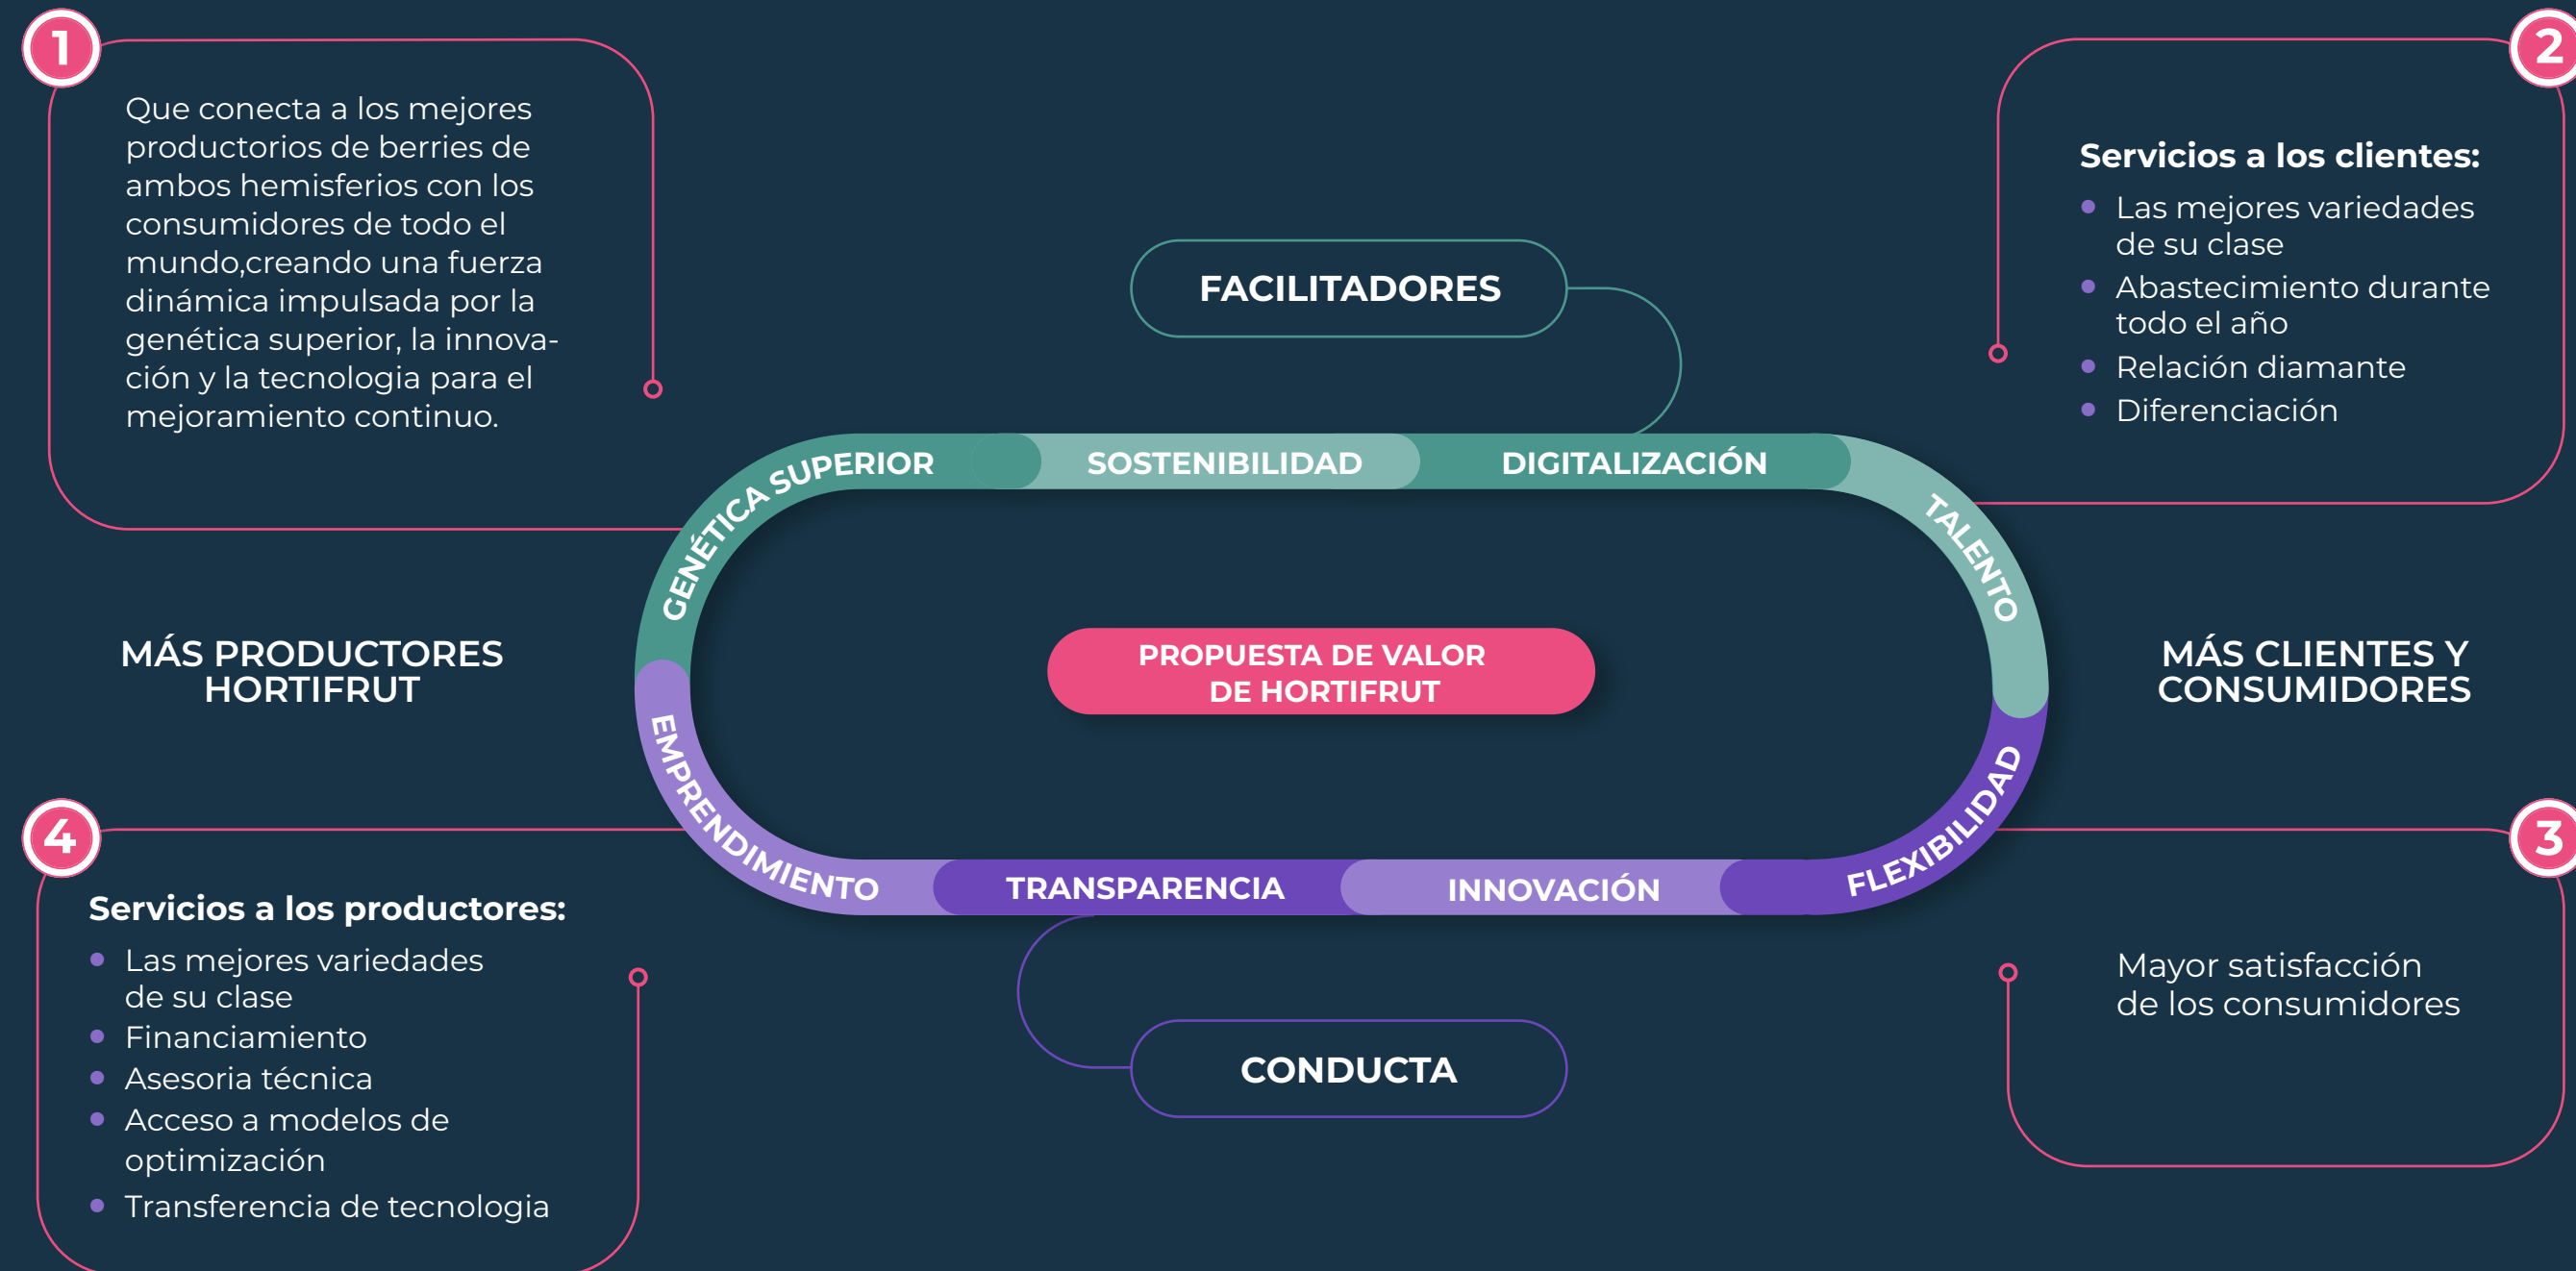 1
Que conecta a los mejores
productorios de berries de
ambos hemisferios con los
consumidores de todo el
mundo,creando una fuerza
dinámica impulsada por la
genética superior, la innova-
ción y la tecnologia para el
mejoramiento continuo.
2
Servicios a los clientes:
Las mejores variedades
de su clase
Abastecimiento durante
todo el año
Relación diamante
Diferenciación
FACILITADORES
GENÉTICA SUPERIOR
SOSTENIBILIDAD
DIGITALIZACIÓN
TALENTO
MÁS PRODUCTORES
HORTIFRUT
PROPUESTA DE VALOR
DE HORTIFRUT
MÁS CLIENTES Y
CONSUMIDORES
EMPRENDIMIENTO
TRANSPARENCIA
INNOVACIÓN
FLEXIBILIDAD
4
Servicios a los productores:
Las mejores variedades
de su clase
Financiamiento
Asesoria técnica
Acceso a modelos de
optimización
Transferencia de tecnologia
CONDUCTA
3
Mayor satisfacción
de los consumidores